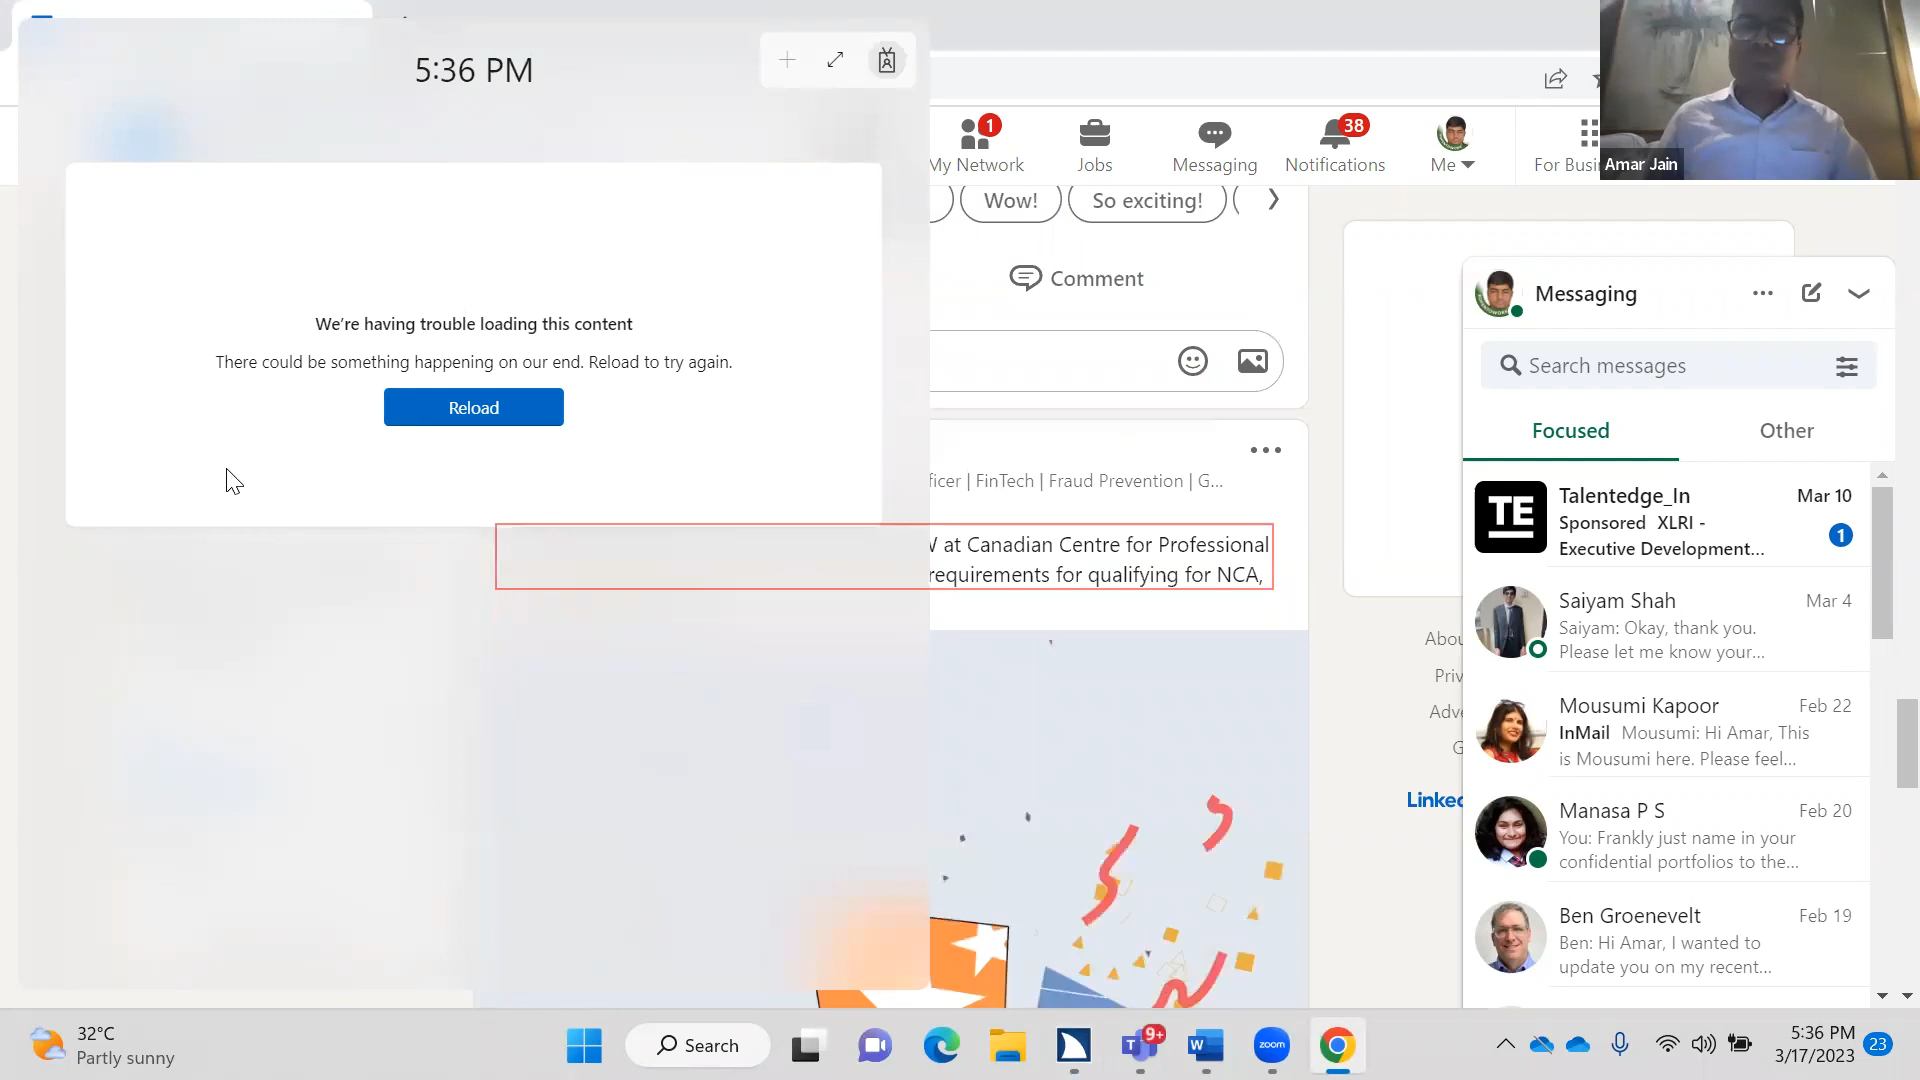 5:36 PM
We're having trouble loading this content
There could be something happening on our end. Reload to try again.
Reload
1
My Network
Jobs
Messaging
38
Notifications
Me
For Busi
Amar Jain
Wow!
So exciting!
Comment
ficer | FinTech | Fraud Prevention | G...
at Canadian Centre for Professional
requirements for qualifying for NCA,
Messaging
Search messages
Focused
Other
TE
Talentedge_In
Mar 10
Sponsored XLRI -
Executive Development...
1
Saiyam Shah
Mar 4
Saiyam: Okay, thank you.
Please let me know your...
Mousumi Kapoor
Feb 22
InMail Mousumi: Hi Amar, This
is Mousumi here. Please feel...
Manasa P S
Feb 20
You: Frankly just name in your
confidential portfolios to the...
Ben Groenevelt
Feb 19
Ben: Hi Amar, I wanted to
update you on my recent...
Abou
Priv
Adve
G
Linked
32°C
Partly sunny
Search
9+
T
W
zoom
5:36 PM
3/17/2023
23